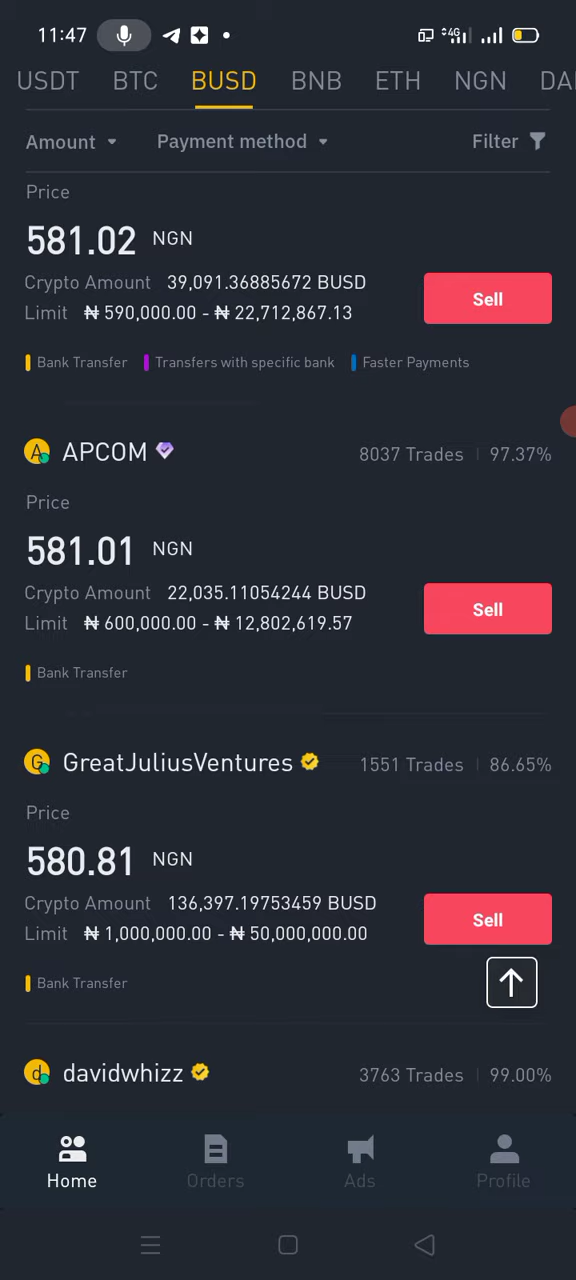 11:47 4G
USDT BTC BUSD BNB ETH NGN DAI
Amount Payment method Filter
Price
581.02 NGN
Crypto Amount 39,091.36885672 BUSD
Limit ₦ 590,000.00 - ₦ 22,712,867.13
Sell
Bank Transfer Transfers with specific bank Faster Payments
A APCOM 8037 Trades 97.37%
Price
581.01 NGN
Crypto Amount 22,035.11054244 BUSD
Limit ₦ 600,000.00 - ₦ 12,802,619.57
Sell
Bank Transfer
G GreatJuliusVentures 1551 Trades 86.65%
Price
580.81 NGN
Crypto Amount 136,397.19753459 BUSD
Limit ₦ 1,000,000.00 - ₦ 50,000,000.00
Sell
Bank Transfer
d davidwhizz 3763 Trades 99.00%
Home Orders Ads Profile